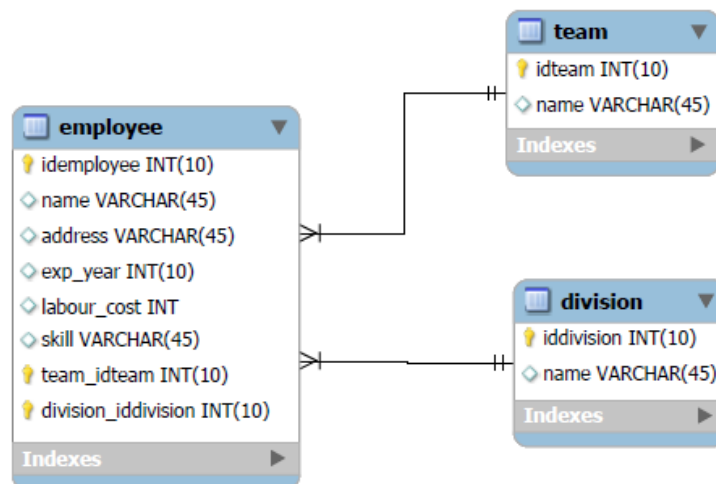 employee
idemployee INT(10)
name VARCHAR(45)
address VARCHAR(45)
exp_year INT(10)
labour_cost INT
skill VARCHAR(45)
team_idteam INT(10)
division_iddivision INT(10)
Indexes
team
idteam INT(10)
name VARCHAR(45)
Indexes
division
iddivision INT(10)
name VARCHAR(45)
Indexes